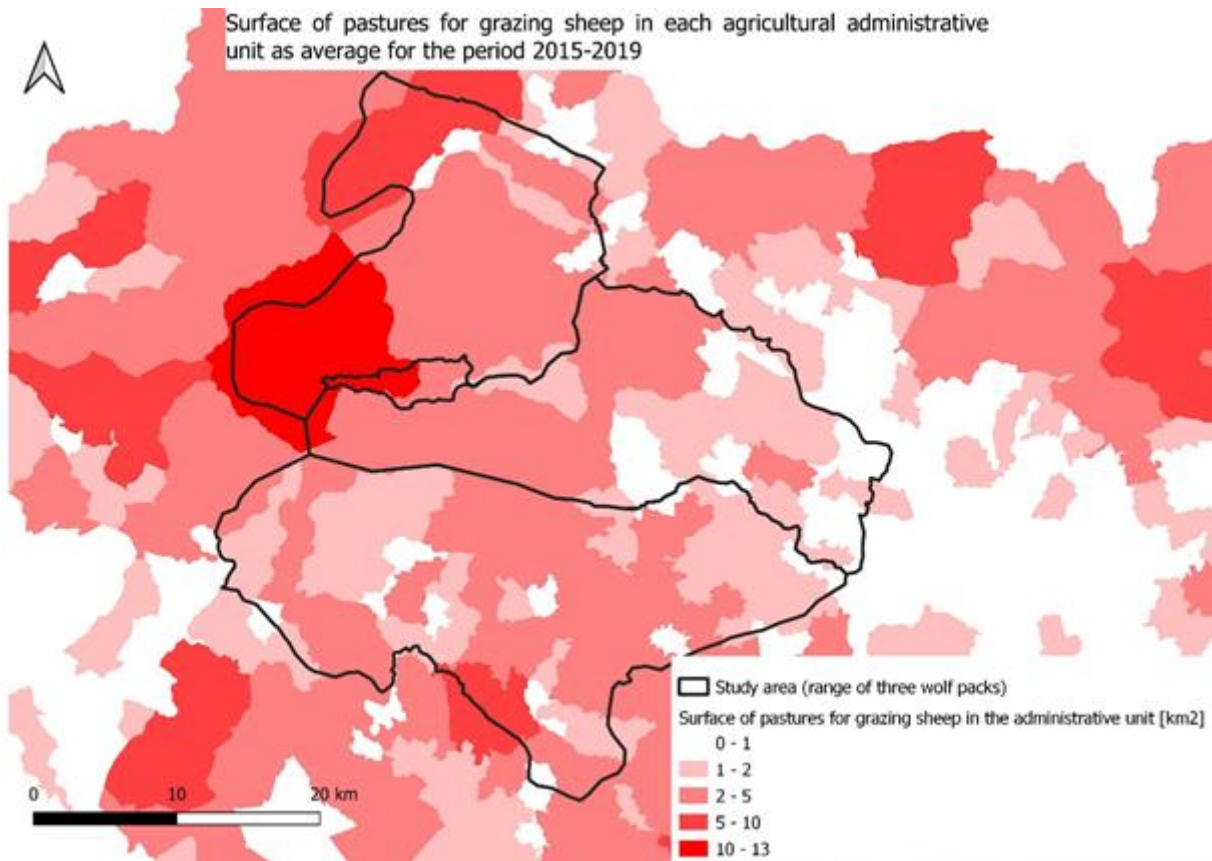 Surface of pastures for grazing sheep in each agricultural administrative
unit as average for the period 2015-2019
Study area (range of three wolf packs)
Surface of pastures for grazing sheep in the administrative unit [km2]
0 - 1
1 - 2
2 - 5
5 - 10
10 - 13
0 10 20 km